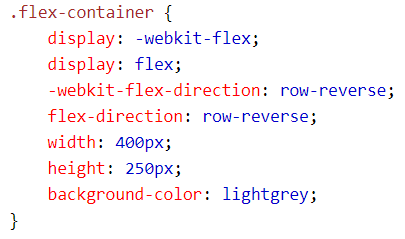 .flex-container {
    display: -webkit-flex;
    display: flex;
    -webkit-flex-direction: row-reverse;
    flex-direction: row-reverse;
    width: 400px;
    height: 250px;
    background-color: lightgrey;
}